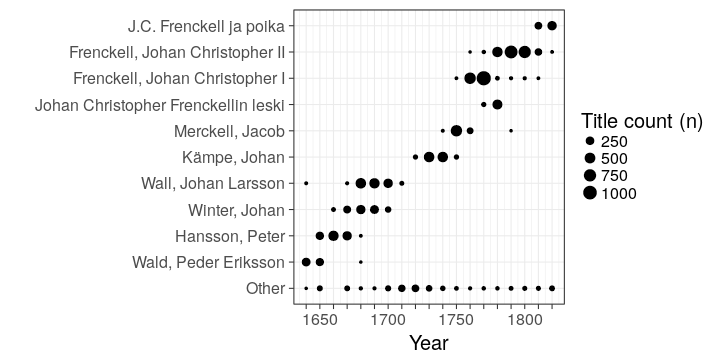 J.C. Frenckell ja poika
Frenckell, Johan Christopher II
Frenckell, Johan Christopher I
Johan Christopher Frenckellin leski
Merckell, Jacob
Kämpe, Johan
Wall, Johan Larsson
Winter, Johan
Hansson, Peter
Wald, Peder Eriksson
Other
1650 1700 1750 1800
Year
Title count (n)
250
500
750
1000